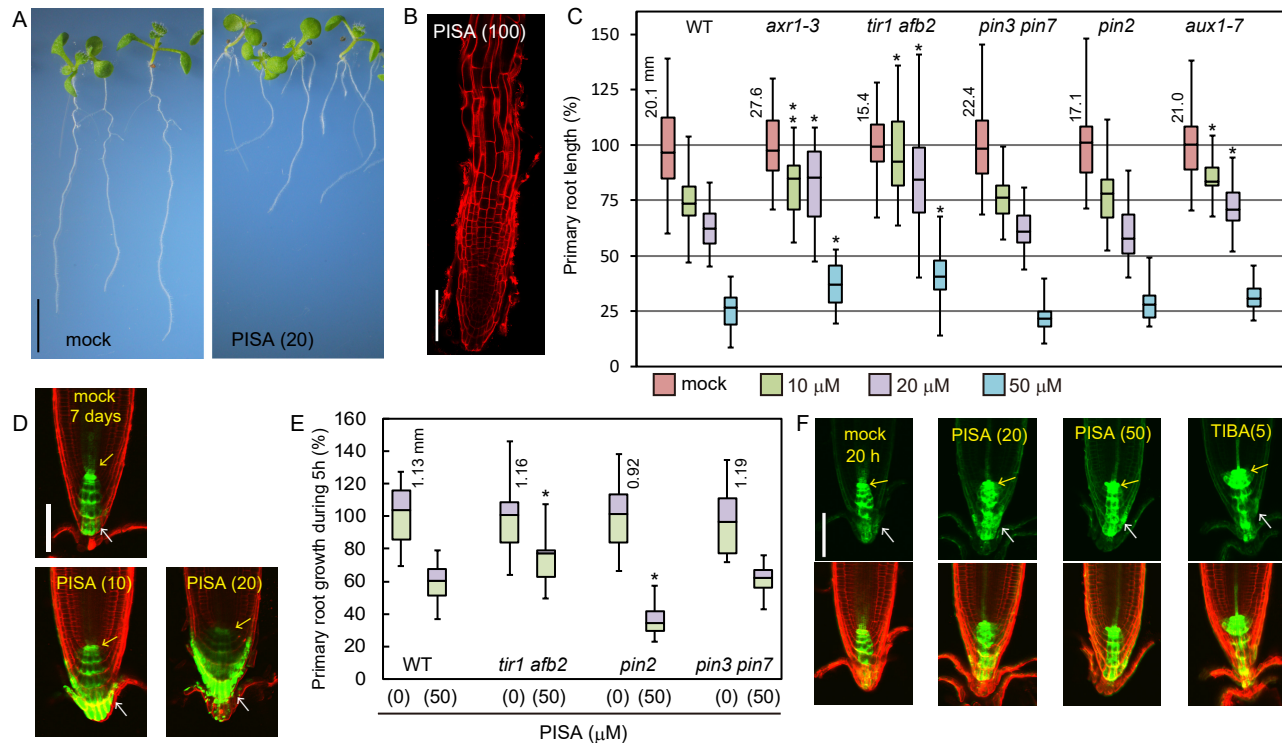 A
mock
PISA (20)
B
PISA (100)
C
Primary root length (%)
150
125
100
75
50
25
0
WT
axr1-3
tir1 afb2
pin3 pin7
pin2
aux1-7
20.1 mm
27.6
15.4
22.4
17.1
21.0
* *
*
*
*
*
*
*
*
*
mock
10 µM
20 µM
50 µM
D
mock
7 days
PISA (10)
PISA (20)
E
Primary root growth during 5h (%)
160
140
120
100
80
60
40
20
0
1.13 mm
1.16
0.92
1.19
*
*
WT
tir1 afb2
pin2
pin3 pin7
(0) (50) (0) (50) (0) (50) (0) (50)
PISA (µM)
F
mock
20 h
PISA (20)
PISA (50)
TIBA(5)